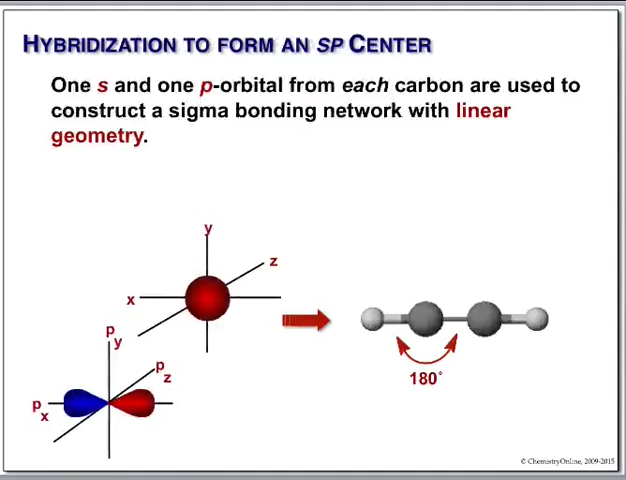 HYBRIDIZATION TO FORM AN SP CENTER
One s and one p-orbital from each carbon are used to
construct a sigma bonding network with linear
geometry.
y
z
x
p
y
p
z
p
x
180°
© ChemistryOnline, 2009-2015